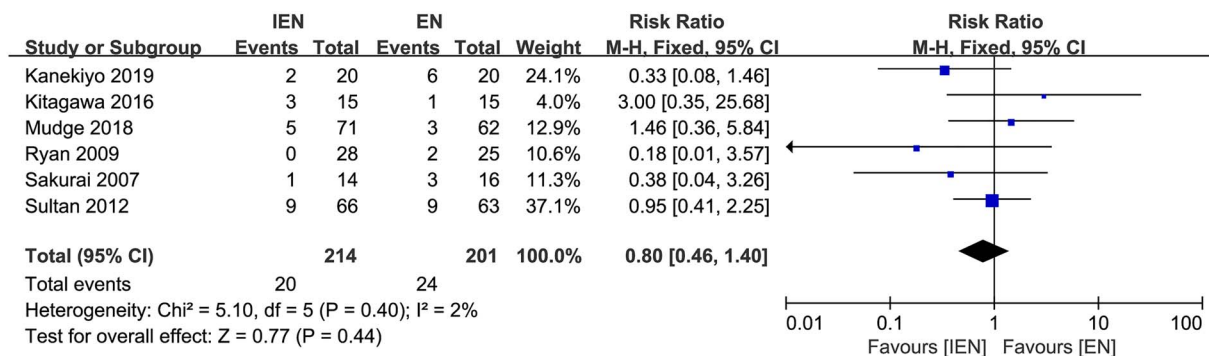 IEN EN Risk Ratio Risk Ratio
Study or Subgroup Events Total Events Total Weight M-H, Fixed, 95% CI M-H, Fixed, 95% CI
Kanekiyo 2019 2 20 6 20 24.1% 0.33 [0.08, 1.46]
Kitagawa 2016 3 15 1 15 4.0% 3.00 [0.35, 25.68]
Mudge 2018 5 71 3 62 12.9% 1.46 [0.36, 5.84]
Ryan 2009 0 28 2 25 10.6% 0.18 [0.01, 3.57]
Sakurai 2007 1 14 3 16 11.3% 0.38 [0.04, 3.26]
Sultan 2012 9 66 9 63 37.1% 0.95 [0.41, 2.25]
Total (95% CI) 214 201 100.0% 0.80 [0.46, 1.40]
Total events 20 24
Heterogeneity: Chi² = 5.10, df = 5 (P = 0.40); I² = 2%
Test for overall effect: Z = 0.77 (P = 0.44)
0.01 0.1 1 10 100
Favours [IEN] Favours [EN]